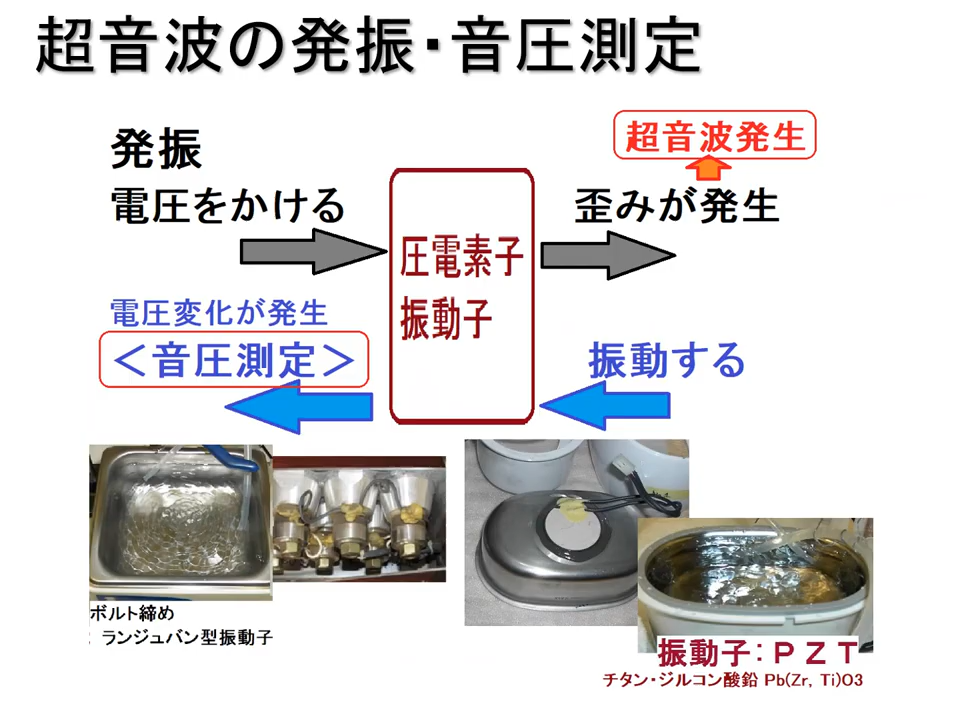 超音波の発振・音圧測定
発振
電圧をかける
圧電素子
振動子
超音波発生
歪みが発生
電圧変化が発生
＜音圧測定＞
振動する
ボルト締め
ランジュバン型振動子
振動子：ＰＺＴ
チタン・ジルコン酸鉛 Pb(Zr, Ti)O3